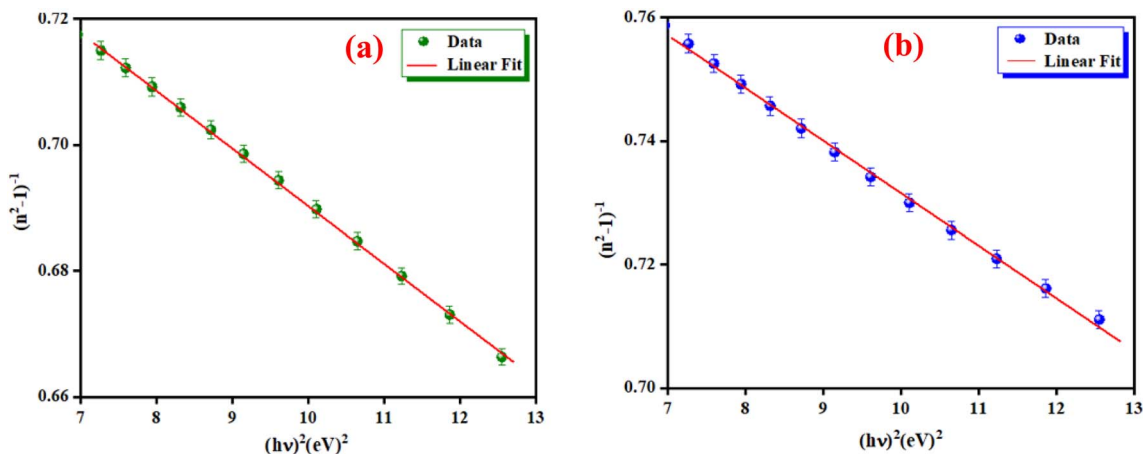 (a)
Data
Linear Fit
(n²-1)⁻¹
0.72
0.70
0.68
0.66
7 8 9 10 11 12 13
(hν)²(eV)²
(b)
Data
Linear Fit
(n²-1)⁻¹
0.76
0.74
0.72
0.70
7 8 9 10 11 12 13
(hν)²(eV)²